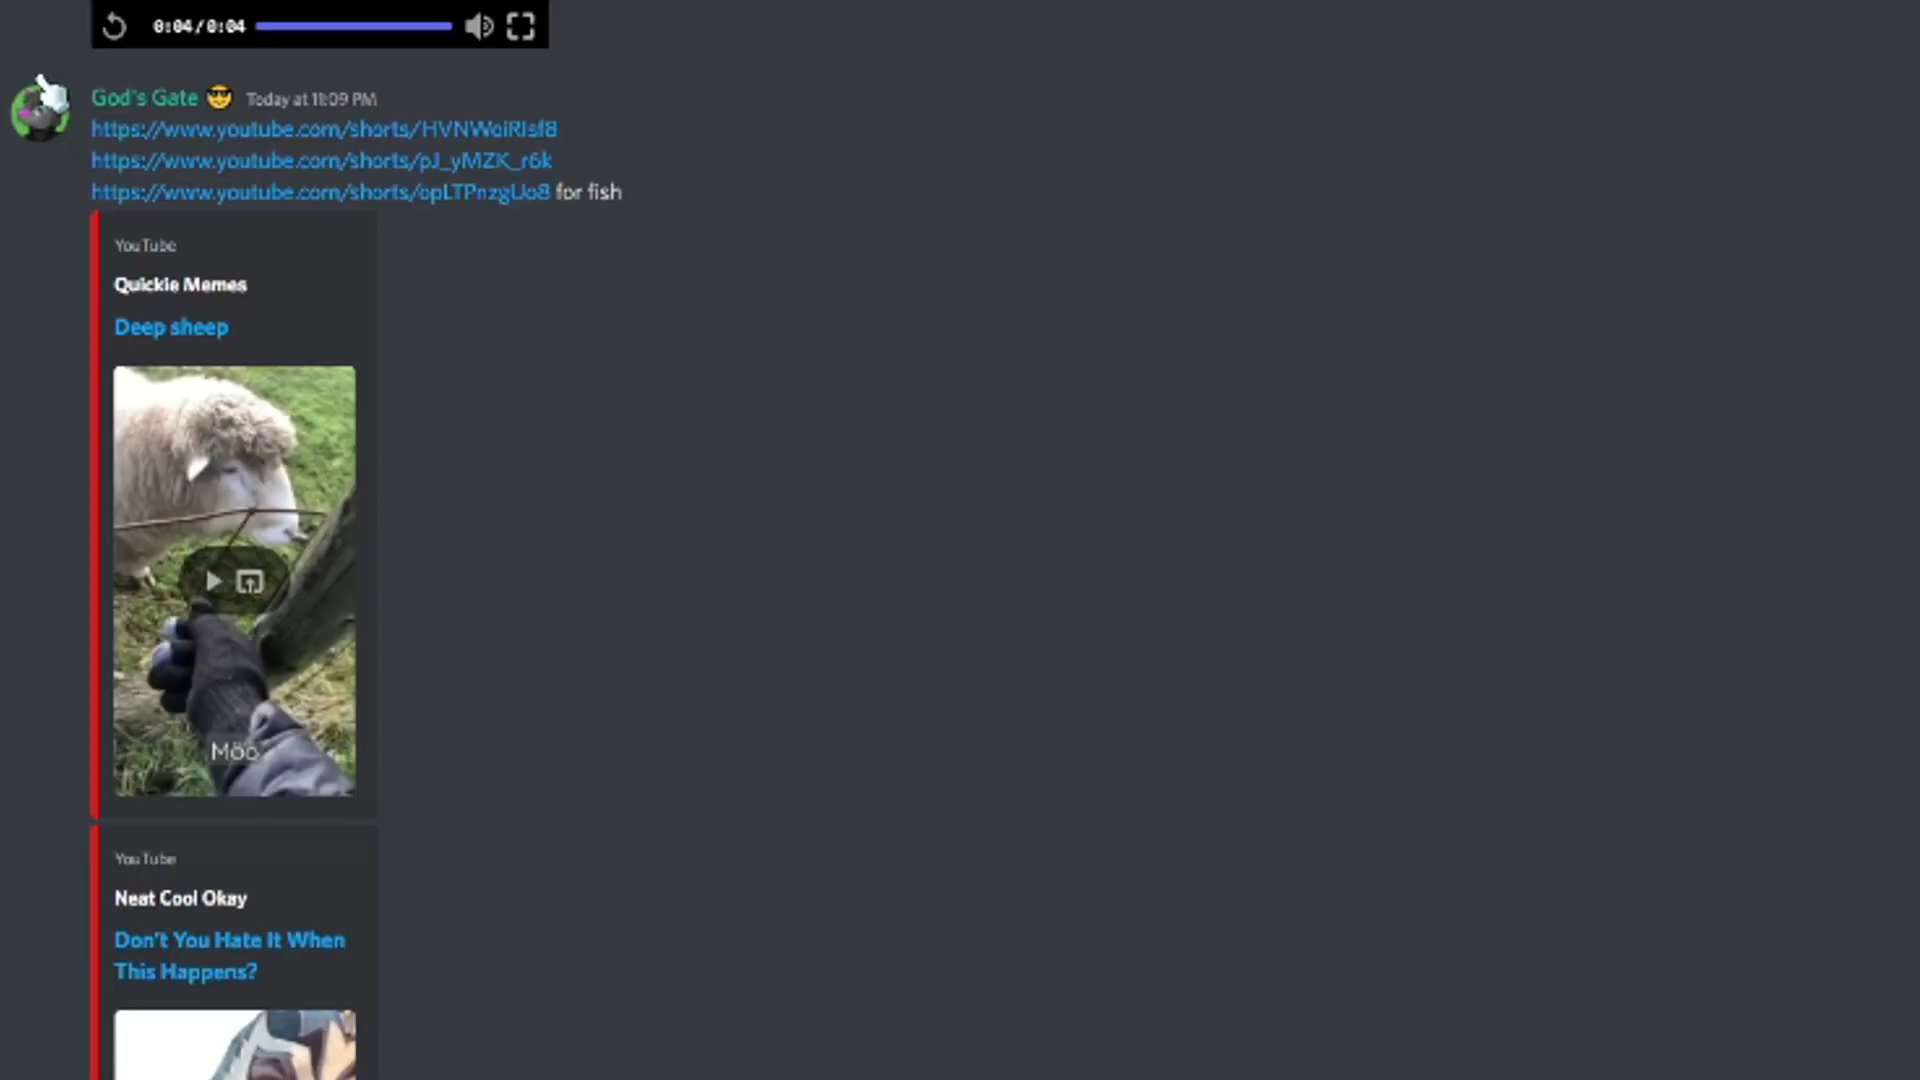 0:04/0:04
God's Gate 😎 Today at 11:09 PM
https://www.youtube.com/shorts/HVNWoiRIsf8
https://www.youtube.com/shorts/pJ_yMZK_r6k
https://www.youtube.com/shorts/opLTPnzgUo8 for fish
YouTube
Quickie Memes
Deep sheep
Möö
YouTube
Neat Cool Okay
Don't You Hate It When
This Happens?